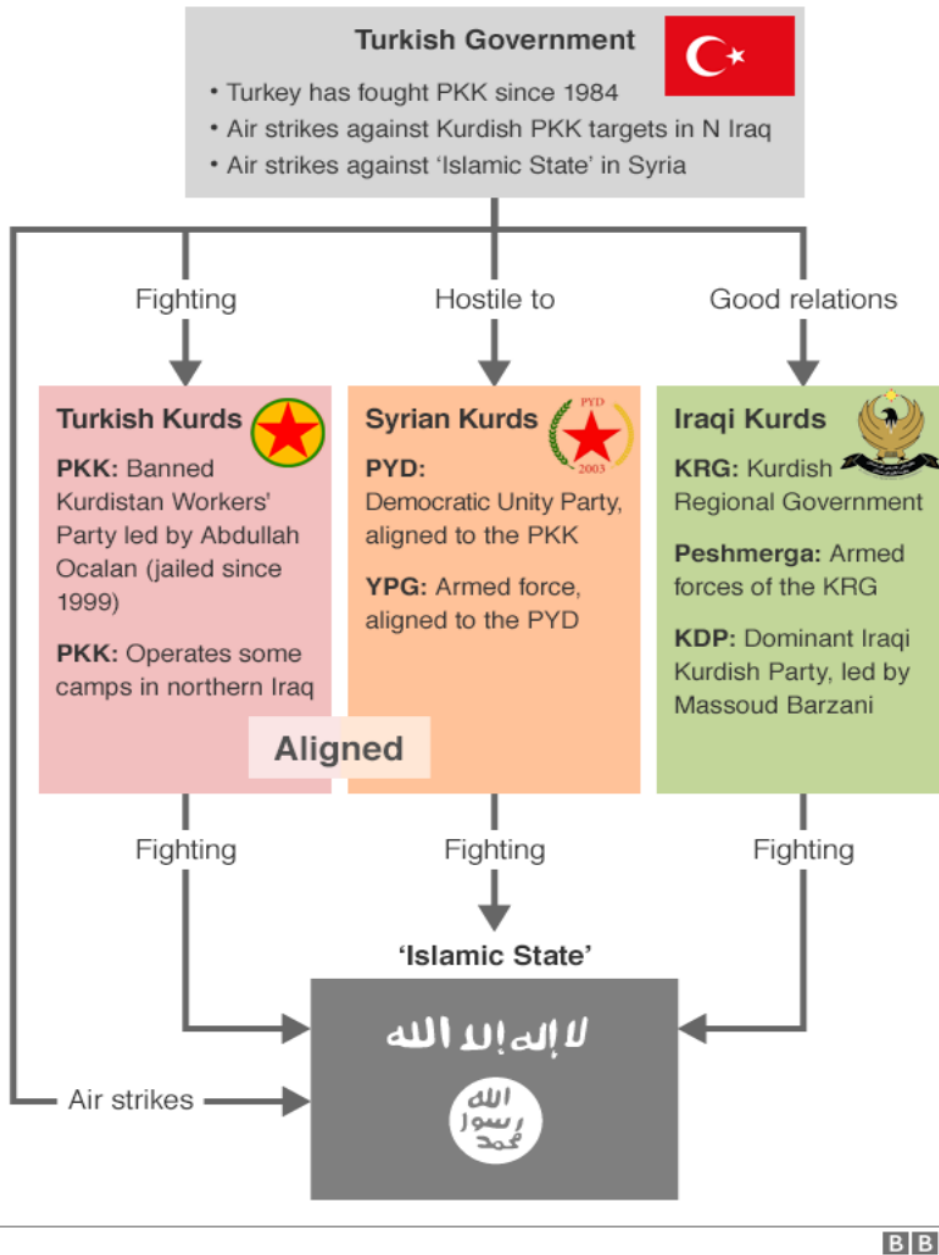 Turkish Government
• Turkey has fought PKK since 1984
• Air strikes against Kurdish PKK targets in N Iraq
• Air strikes against ‘Islamic State’ in Syria
Fighting
Hostile to
Good relations
Turkish Kurds
PKK: Banned
Kurdistan Workers'
Party led by Abdullah
Ocalan (jailed since
1999)
PKK: Operates some
camps in northern Iraq
Syrian Kurds
PYD
2003
PYD:
Democratic Unity Party,
aligned to the PKK
YPG: Armed force,
aligned to the PYD
Iraqi Kurds
KRG: Kurdish
Regional Government
Peshmerga: Armed
forces of the KRG
KDP: Dominant Iraqi
Kurdish Party, led by
Massoud Barzani
Aligned
Fighting
Fighting
Fighting
‘Islamic State’
لا إله إلا الله
الله
رسول
محمد
Air strikes
BB